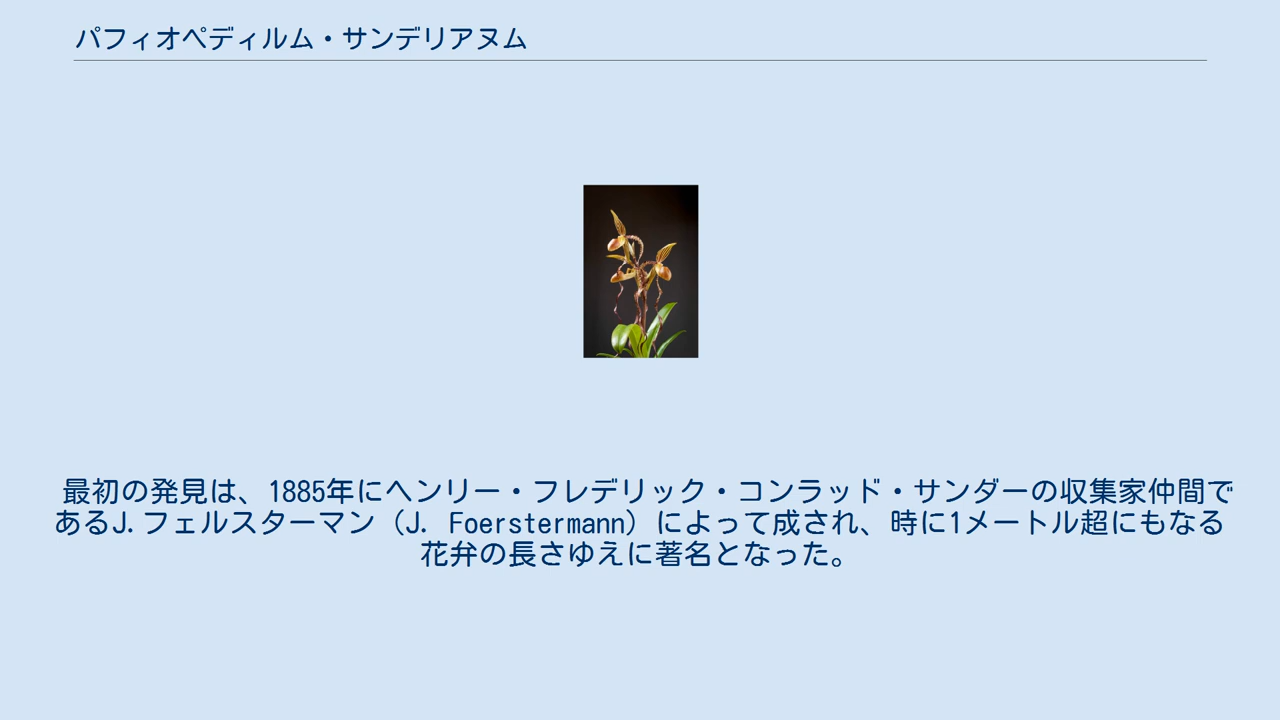 パフィオペディルム・サンデリアヌム
最初の発見は、1885年にヘンリー・フレデリック・コンラッド・サンダーの収集家仲間で
あるJ.フェルスターマン（J. Foerstermann）によって成され、時に1メートル超にもなる
花弁の長さゆえに著名となった。